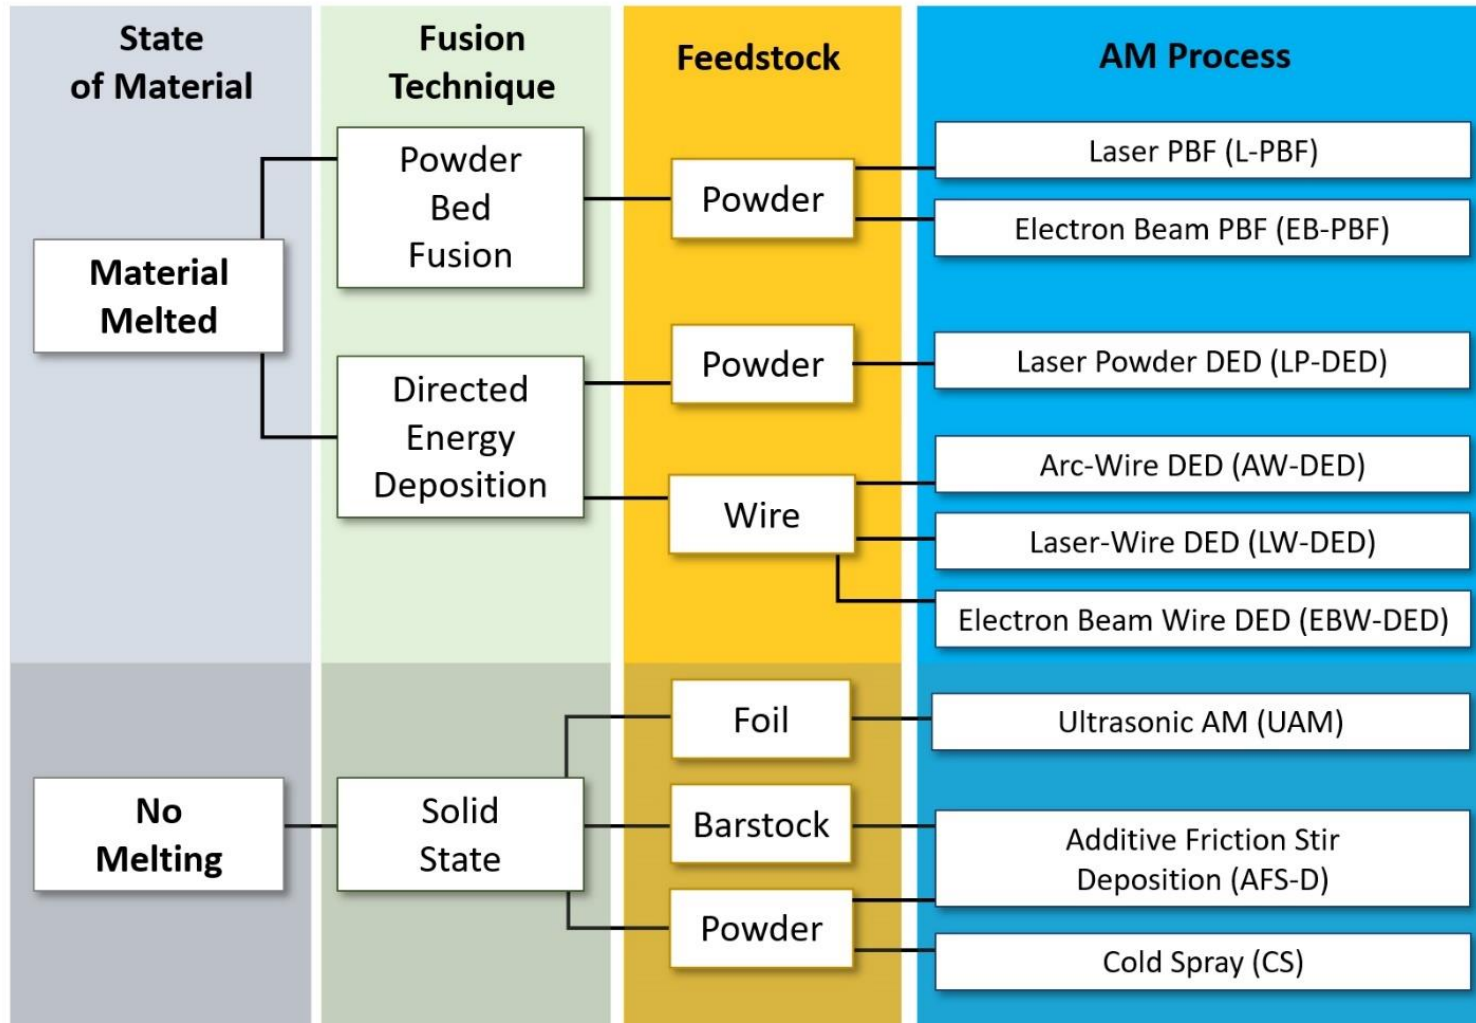 State
of Material
Fusion
Technique
Feedstock
AM Process
Material
Melted
Powder
Bed
Fusion
Powder
Laser PBF (L-PBF)
Electron Beam PBF (EB-PBF)
Directed
Energy
Deposition
Powder
Laser Powder DED (LP-DED)
Wire
Arc-Wire DED (AW-DED)
Laser-Wire DED (LW-DED)
Electron Beam Wire DED (EBW-DED)
No
Melting
Solid
State
Foil
Ultrasonic AM (UAM)
Barstock
Additive Friction Stir
Deposition (AFS-D)
Powder
Cold Spray (CS)